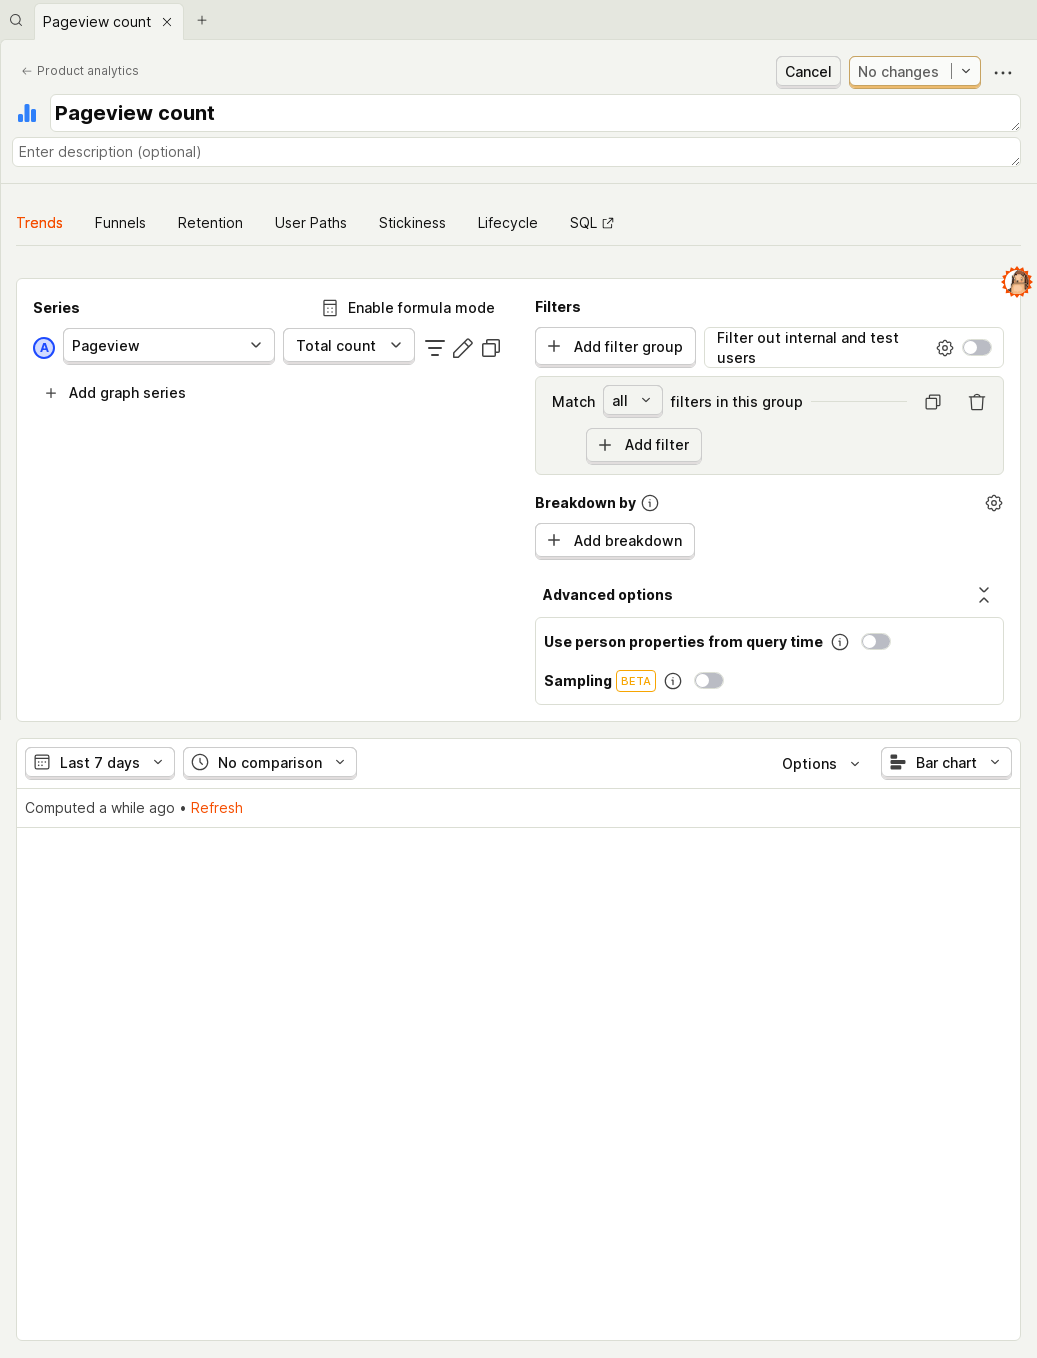 Pageview count
Product analytics
Cancel
No changes
Pageview count
Enter description (optional)
Trends
Funnels
Retention
User Paths
Stickiness
Lifecycle
SQL
Series
Enable formula mode
A
Pageview
Total count
Add graph series
Filters
Add filter group
Filter out internal and test
users
Match
all
filters in this group
Add filter
Breakdown by
Add breakdown
Advanced options
Use person properties from query time
Sampling BETA
Last 7 days
No comparison
Options
Bar chart
Computed a while ago • Refresh